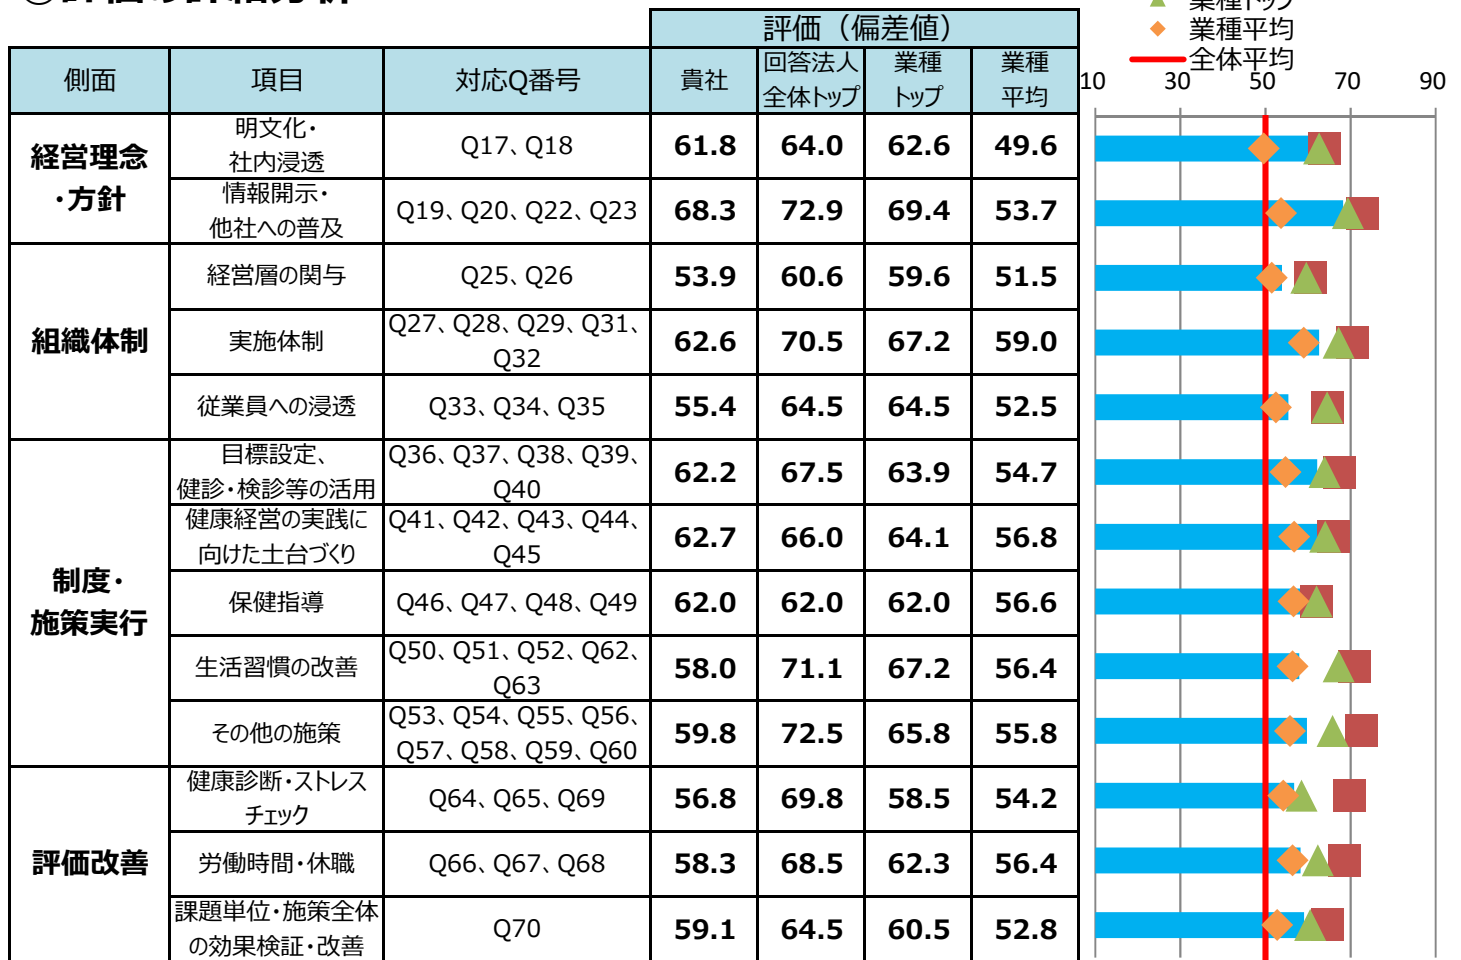 業種トップ
業種平均
全体平均
評価（偏差値）
側面 項目 対応Q番号 貴社 回答法人 業種 業種
全体トップ トップ 平均
10 30 50 70 90
経営理念
・方針
明文化・
社内浸透
Q17、Q18 61.8 64.0 62.6 49.6
情報開示・
他社への普及
Q19、Q20、Q22、Q23 68.3 72.9 69.4 53.7
組織体制
経営層の関与 Q25、Q26 53.9 60.6 59.6 51.5
実施体制
Q27、Q28、Q29、Q31、
Q32
62.6 70.5 67.2 59.0
従業員への浸透 Q33、Q34、Q35 55.4 64.5 64.5 52.5
制度・
施策実行
目標設定、
健診・検診等の活用
Q36、Q37、Q38、Q39、
Q40
62.2 67.5 63.9 54.7
健康経営の実践に
向けた土台づくり
Q41、Q42、Q43、Q44、
Q45
62.7 66.0 64.1 56.8
保健指導 Q46、Q47、Q48、Q49 62.0 62.0 62.0 56.6
生活習慣の改善
Q50、Q51、Q52、Q62、
Q63
58.0 71.1 67.2 56.4
その他の施策
Q53、Q54、Q55、Q56、
Q57、Q58、Q59、Q60
59.8 72.5 65.8 55.8
評価改善
健康診断・ストレス
チェック
Q64、Q65、Q69 56.8 69.8 58.5 54.2
労働時間・休職 Q66、Q67、Q68 58.3 68.5 62.3 56.4
課題単位・施策全体
の効果検証・改善
Q70 59.1 64.5 60.5 52.8